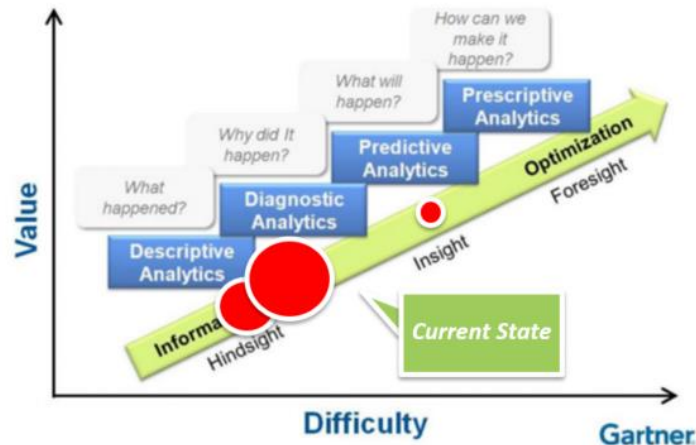 How can we
make it
happen?
What will
happen?
Prescriptive
Analytics
Why did It
happen?
Predictive
Analytics
Optimization
Foresight
What
happened?
Diagnostic
Analytics
Value
Descriptive
Analytics
Insight
Current State
Hindsight
Difficulty
Gartner